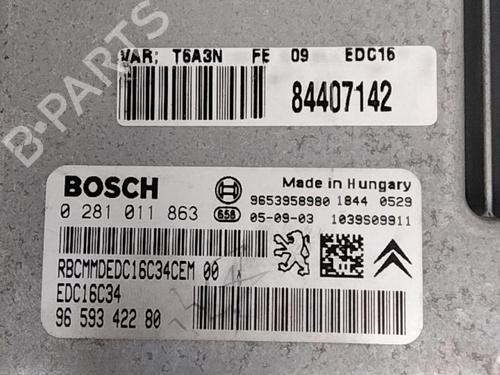 VAR; T6A3N FE 09 EDC16
84407142
B-PARTS
BOSCH
Made in Hungary
9653958980 1844 0529
0 281 011 863 658 05-09-03 1039S09911
RBCMMDEDC16C34CEM 00
EDC16C34
96 593 422 80